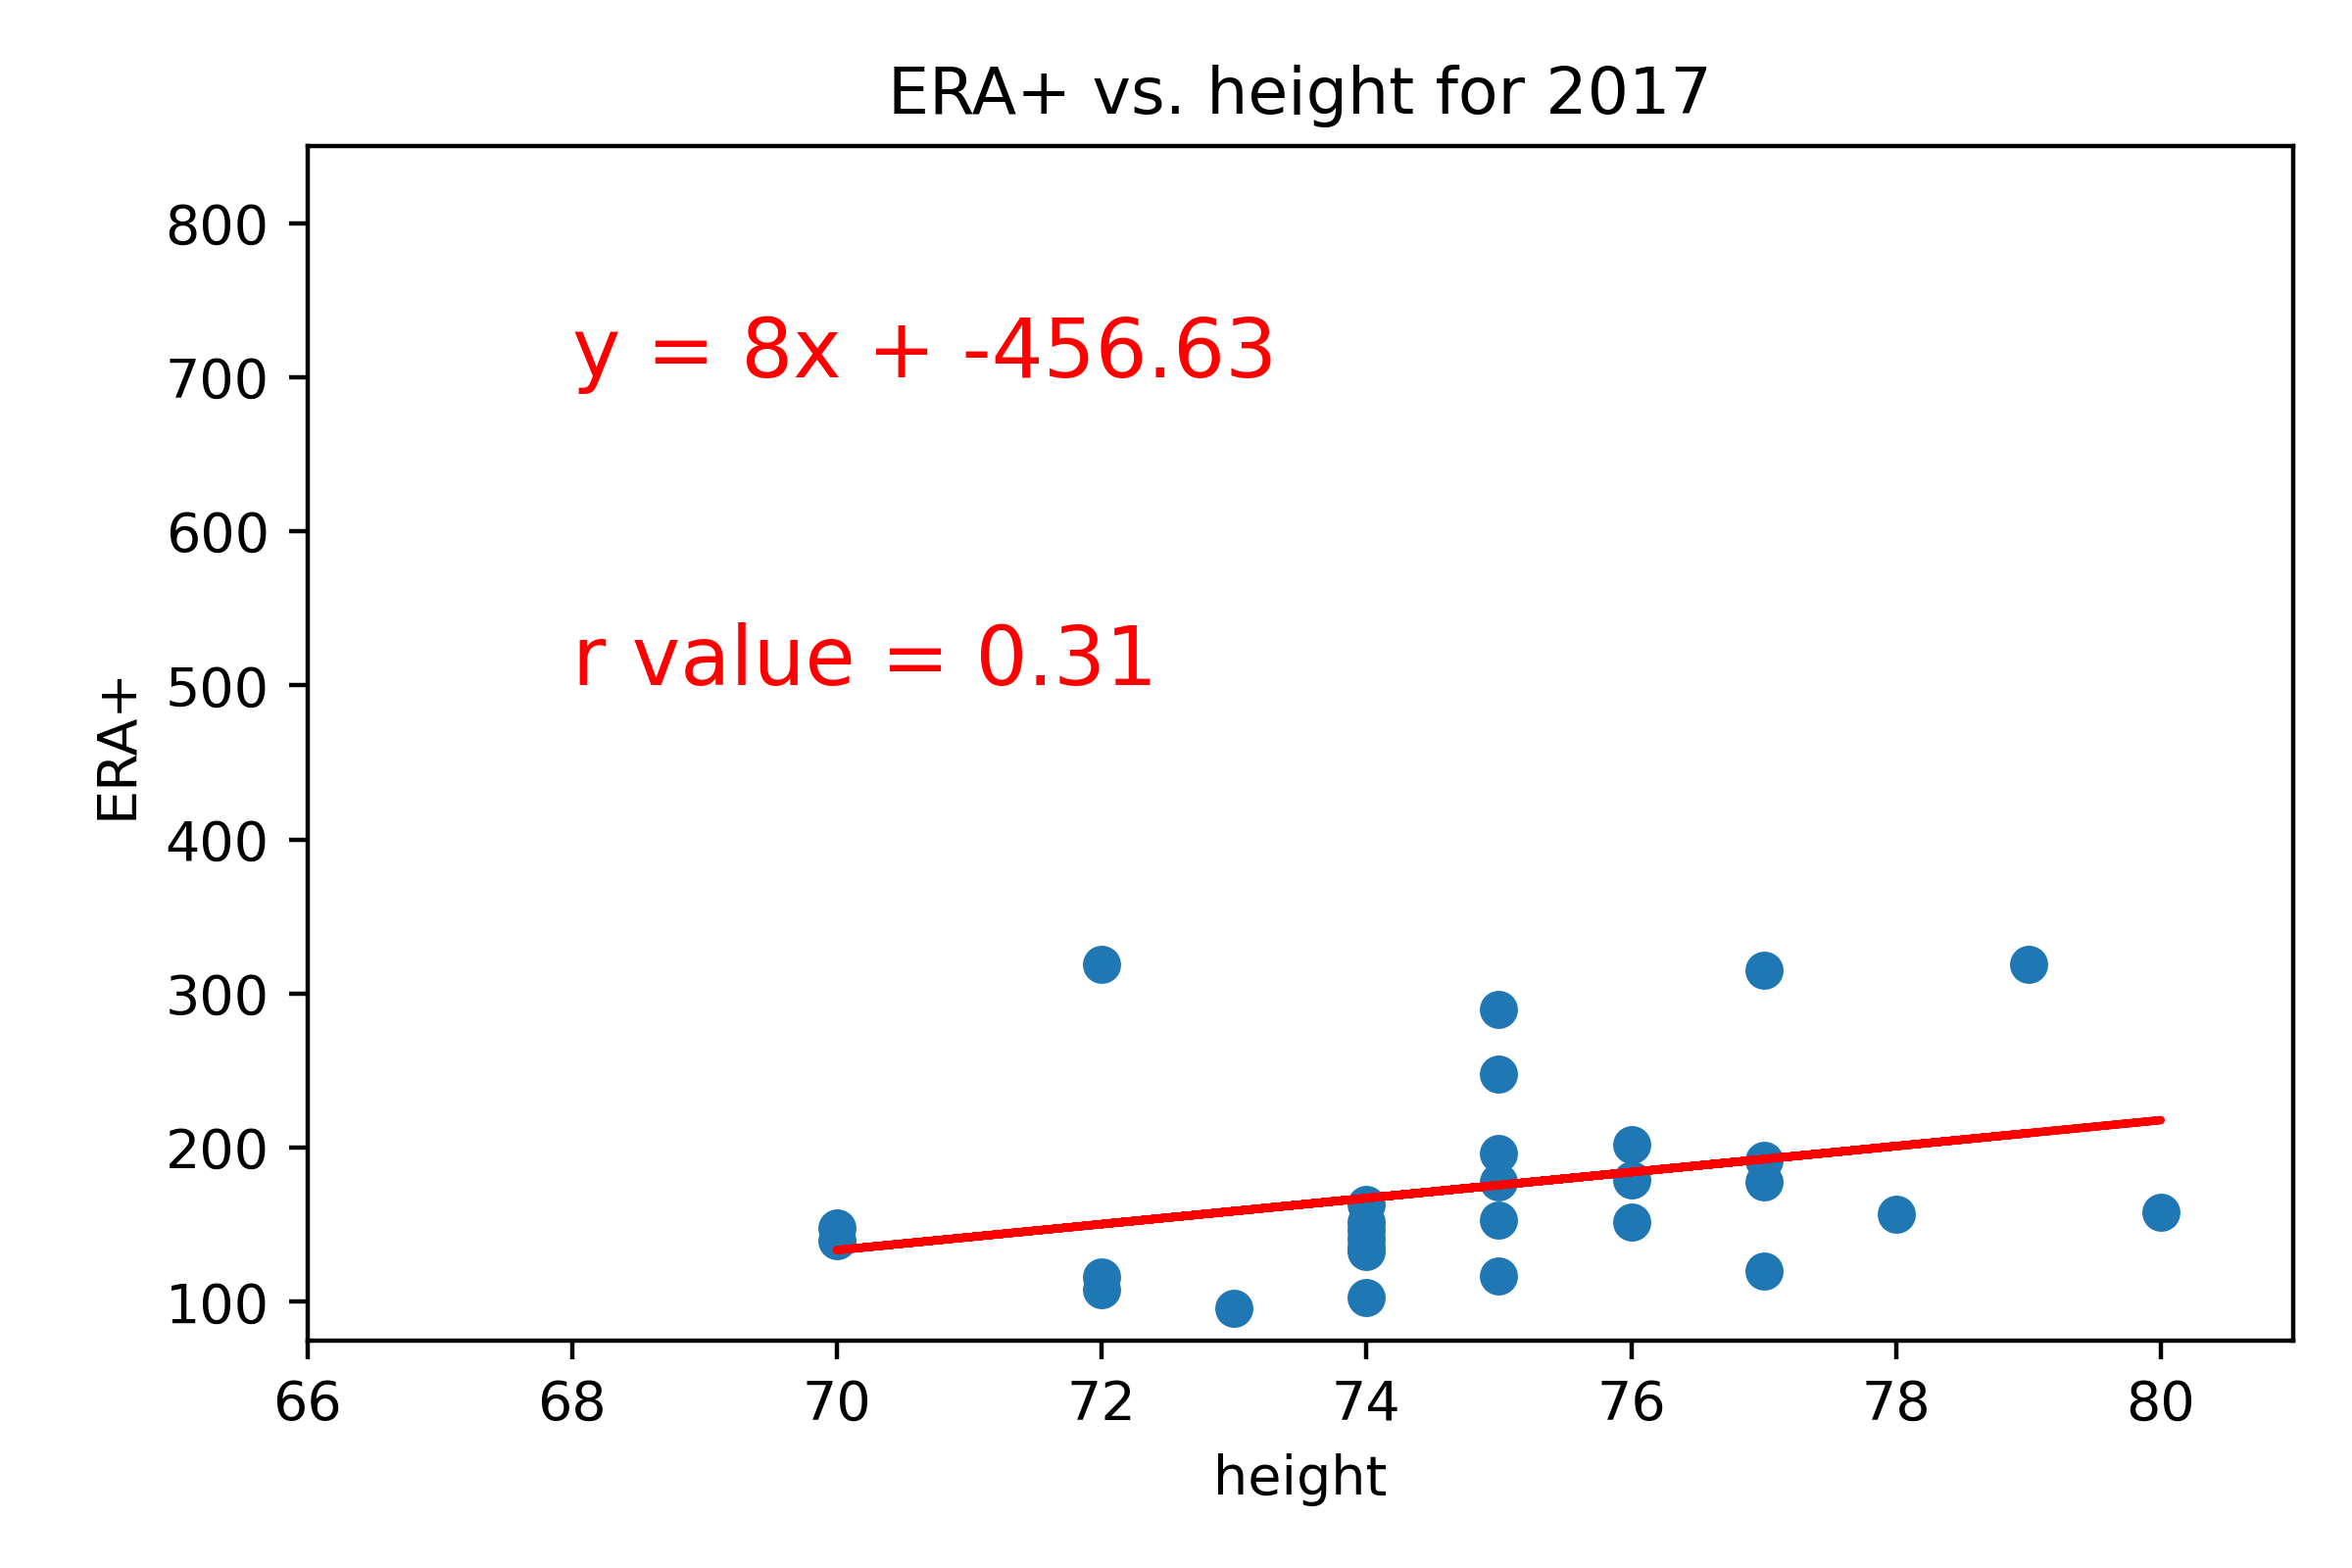 ERA+ vs. height for 2017
800
700
600
500
400
300
200
100
ERA+
y = 8x + -456.63
r value = 0.31
66 68 70 72 74 76 78 80
height